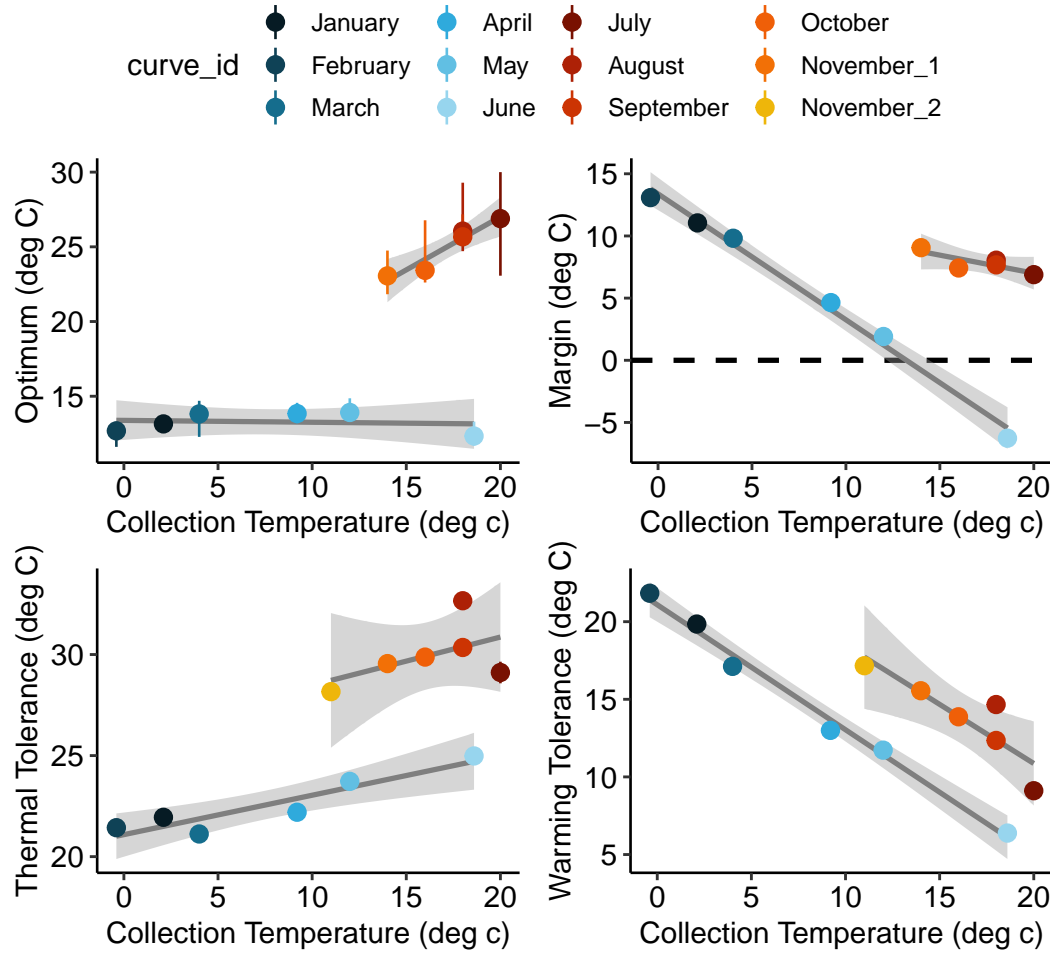 curve_id
January
February
March
April
May
June
July
August
September
October
November_1
November_2
Optimum (deg C)
30
25
20
15
0 5 10 15 20
Collection Temperature (deg c)
Margin (deg C)
15
10
5
0
−5
0 5 10 15 20
Collection Temperature (deg c)
Thermal Tolerance (deg C)
35
30
25
20
0 5 10 15 20
Collection Temperature (deg c)
Warming Tolerance (deg C)
20
15
10
5
0 5 10 15 20
Collection Temperature (deg c)